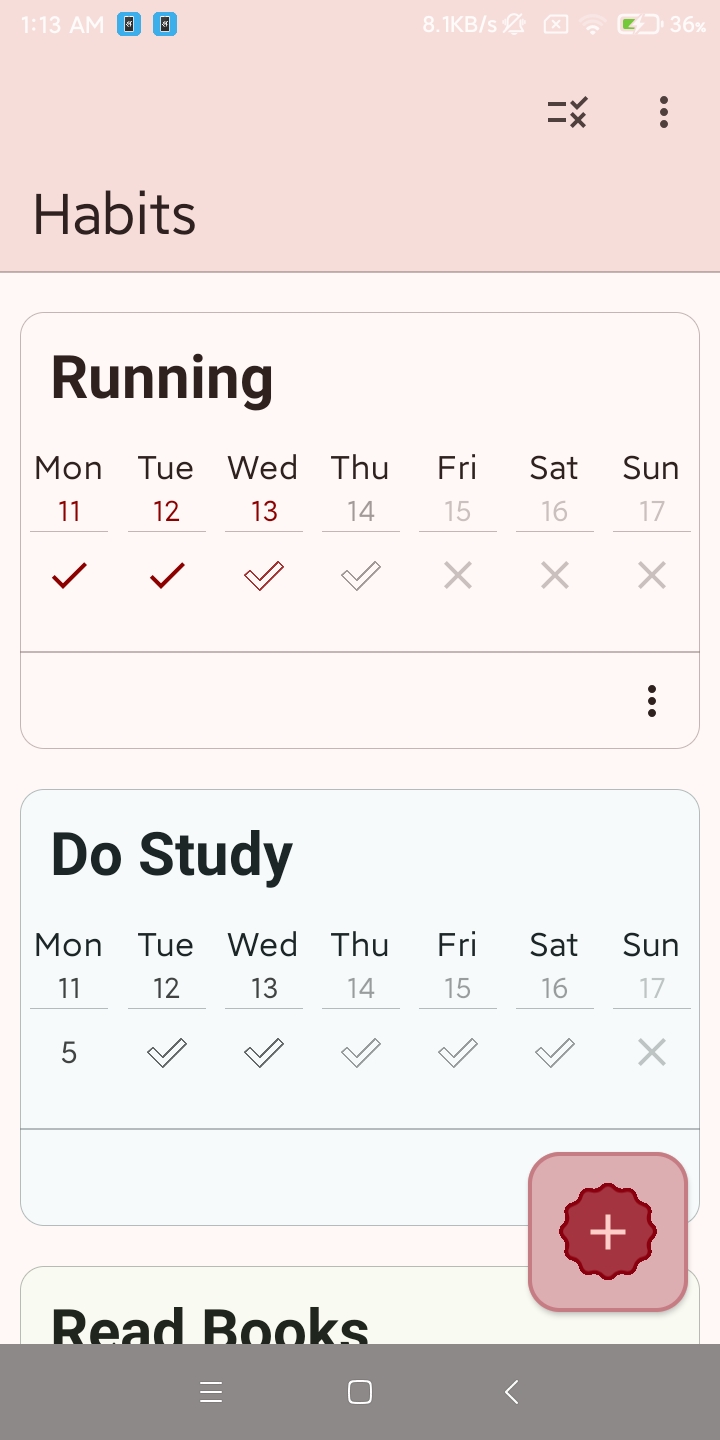 1:13 AM 8.1KB/s 36%
Habits
Running
Mon Tue Wed Thu Fri Sat Sun
11 12 13 14 15 16 17
Do Study
Mon Tue Wed Thu Fri Sat Sun
11 12 13 14 15 16 17
5
Read Books